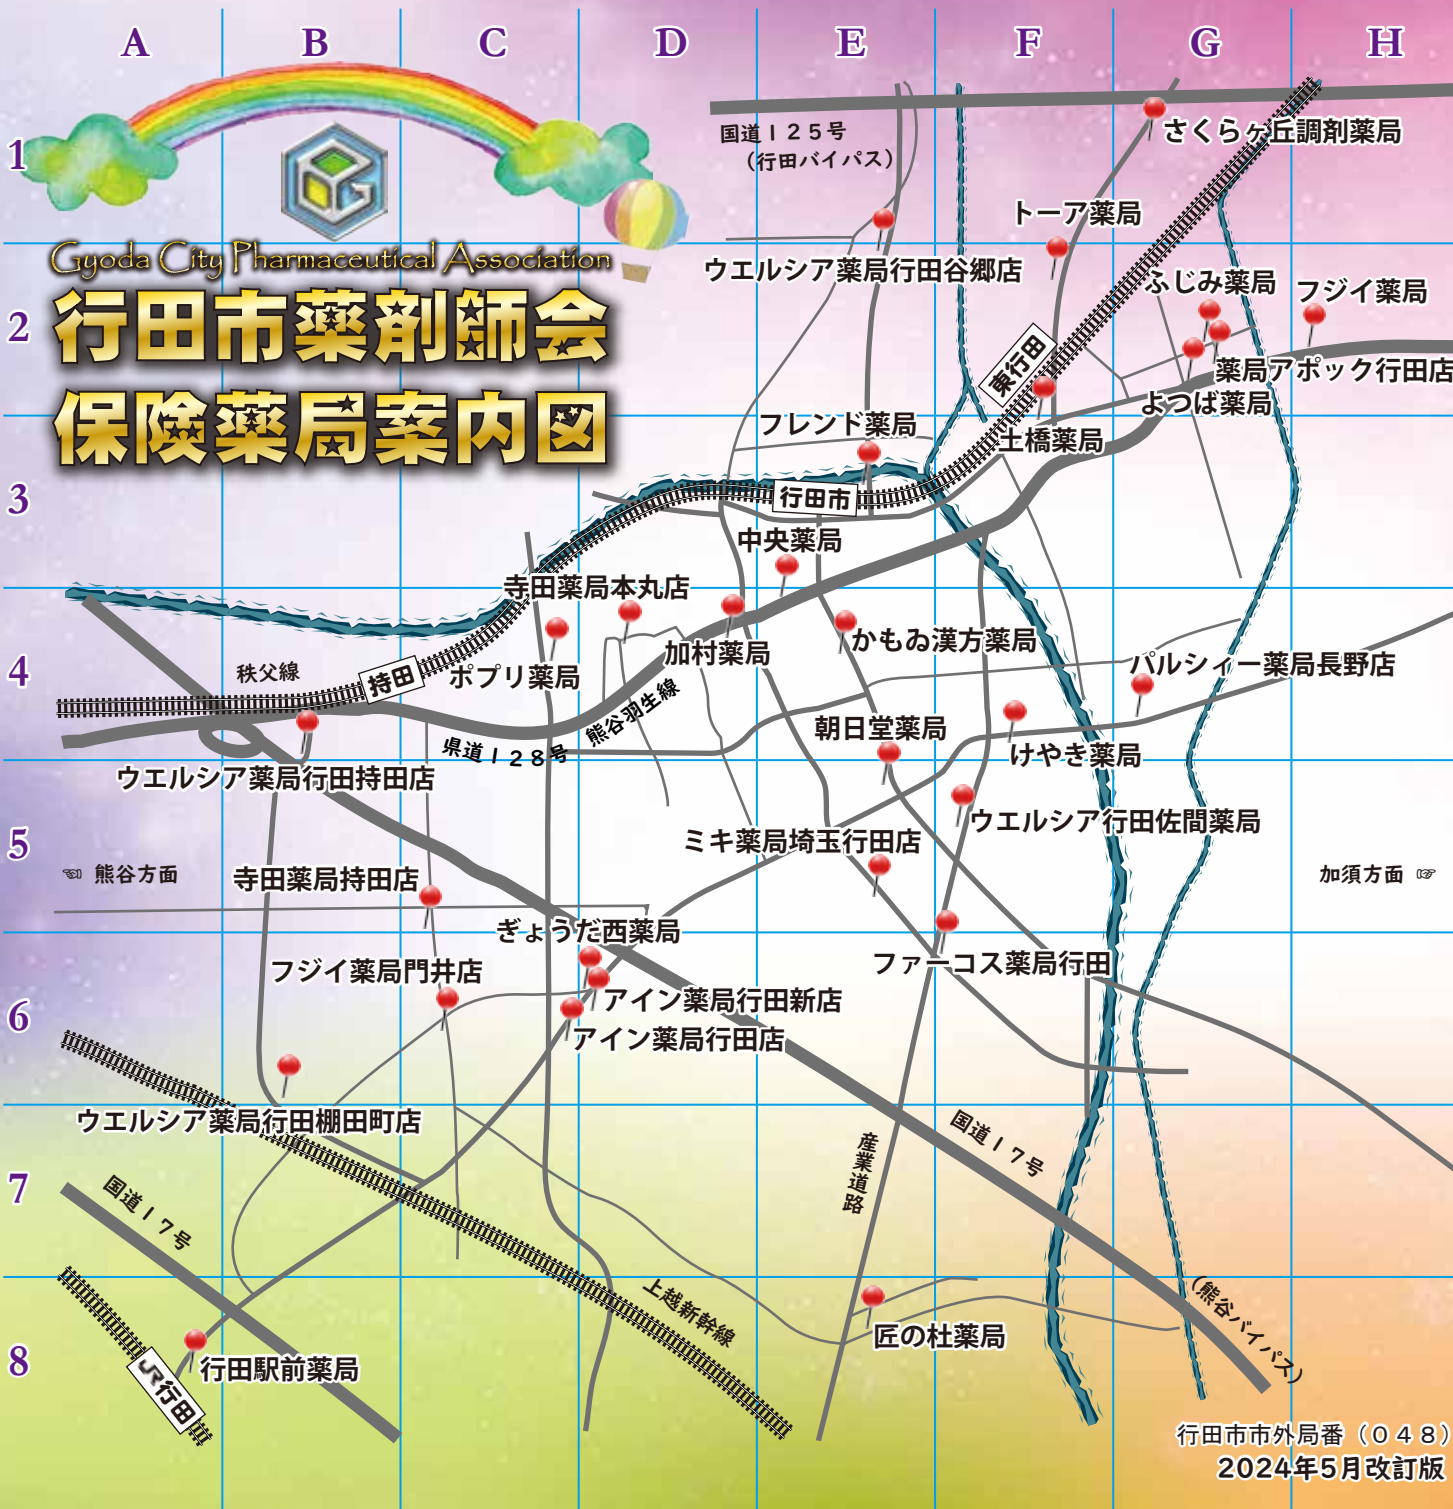 A B C D E F G H
1
国道１２５号
（行田バイパス）
さくらヶ丘調剤薬局
トーア薬局
Gyoda City Pharmaceutical Association
ウエルシア薬局行田谷郷店
ふじみ薬局
フジイ薬局
2
行田市薬剤師会
東行田
薬局アポック行田店
よつば薬局
保険薬局案内図
フレンド薬局
土橋薬局
3
行田市
中央薬局
寺田薬局本丸店
かもゐ漢方薬局
加村薬局
4
秩父線
持田
ポプリ薬局
パルシィー薬局長野店
熊谷羽生線
朝日堂薬局
県道１２８号
けやき薬局
ウエルシア薬局行田持田店
ウエルシア行田佐間薬局
5
ミキ薬局埼玉行田店
☜ 熊谷方面
寺田薬局持田店
加須方面 ☞
ぎょうだ西薬局
フジイ薬局門井店
ファーコス薬局行田
6
アイン薬局行田新店
アイン薬局行田店
ウエルシア薬局行田棚田町店
国道１７号
産業道路
7
国道１７号
上越新幹線
（熊谷バイパス）
匠の杜薬局
8
行田駅前薬局
JR行田
行田市市外局番（０４８）
2024年5月改訂版